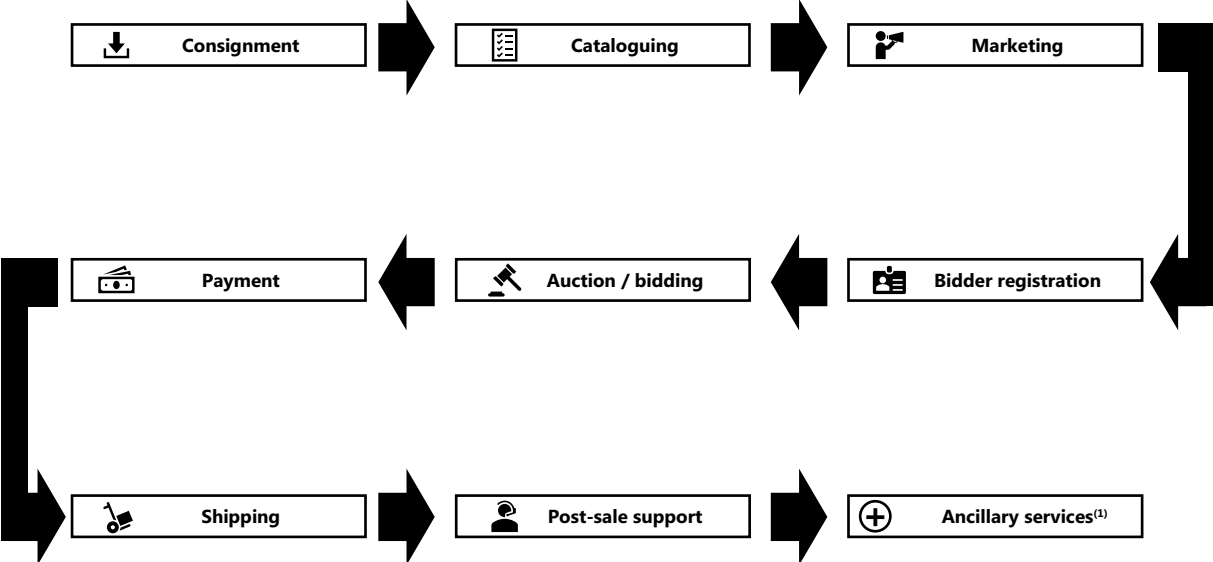 Consignment
Cataloguing
Marketing
Bidder registration
Auction / bidding
Payment
Shipping
Post-sale support
Ancillary services(1)